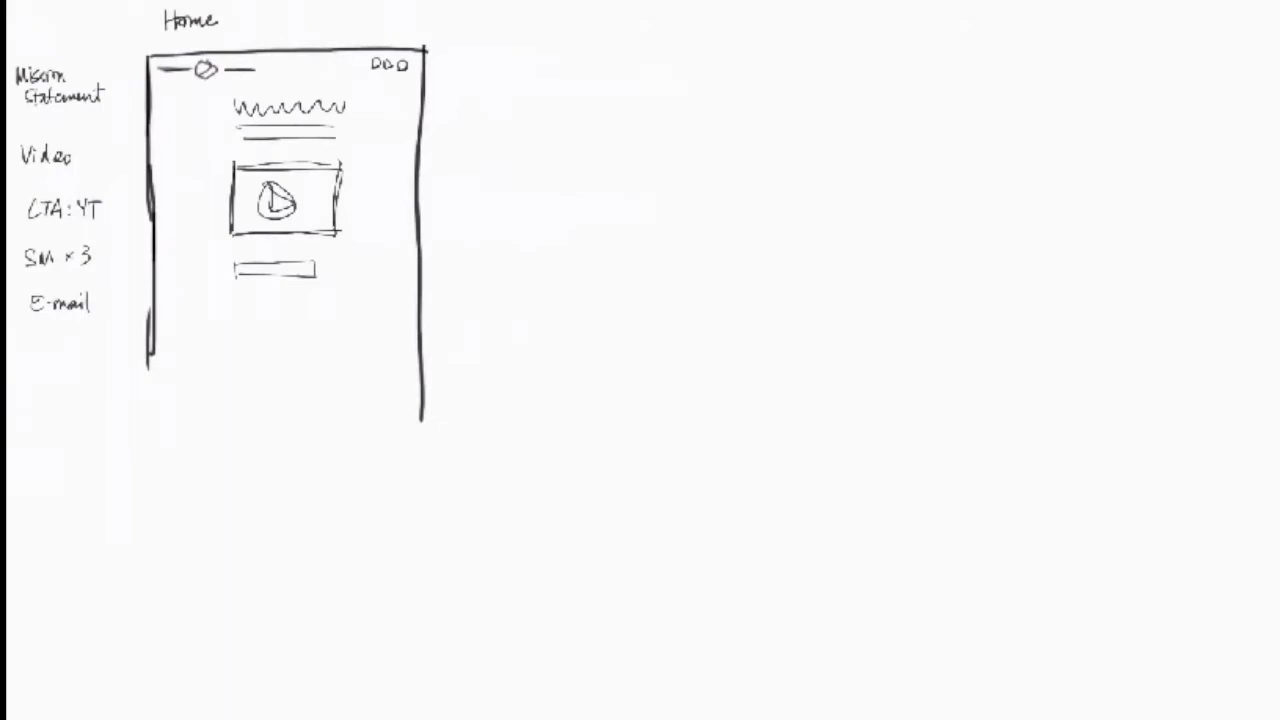 Home
Mission
Statement
Video
CTA: YT
SM × 3
E-mail